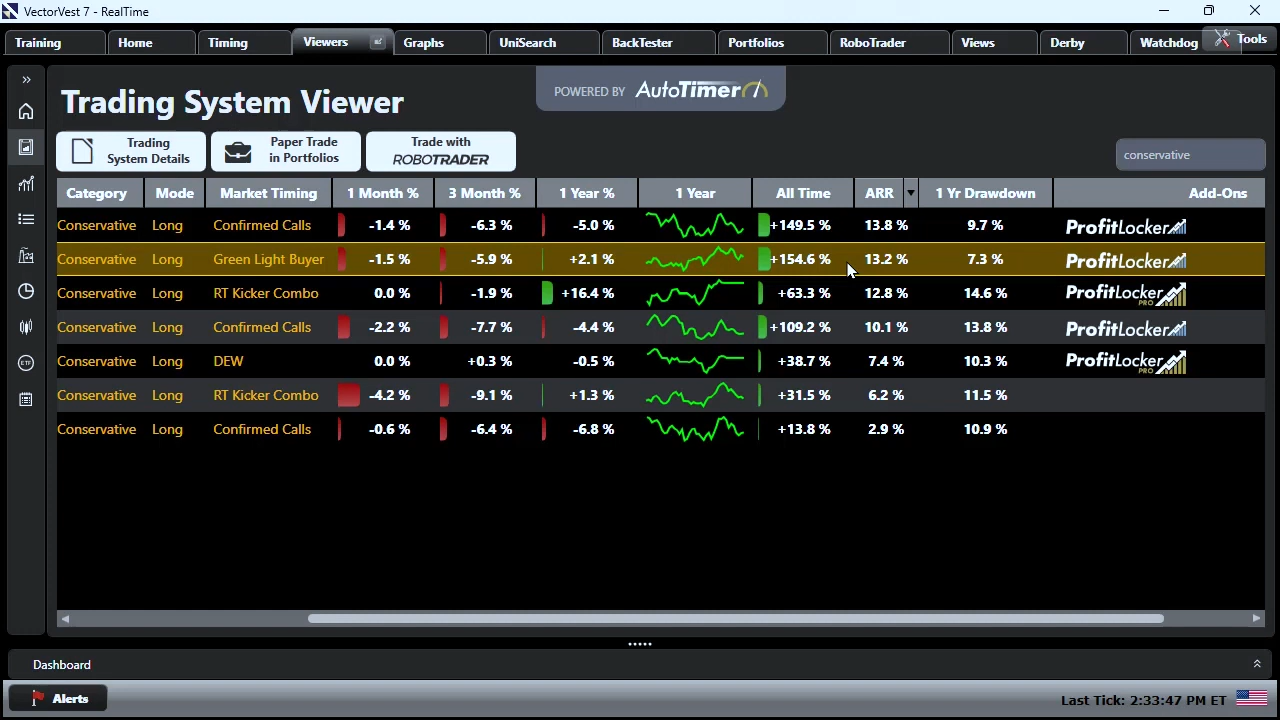 VectorVest 7 - RealTime
Training Home Timing Viewers Graphs UniSearch BackTester Portfolios RoboTrader Views Derby Watchdog Tools
POWERED BY AutoTimer
Trading System Viewer
Trading System Details
Paper Trade in Portfolios
Trade with ROBOTRADER
conservative
Category Mode Market Timing 1 Month % 3 Month % 1 Year % 1 Year All Time ARR 1 Yr Drawdown Add-Ons
Conservative Long Confirmed Calls -1.4 % -6.3 % -5.0 % +149.5 % 13.8 % 9.7 % ProfitLocker
Conservative Long Green Light Buyer -1.5 % -5.9 % +2.1 % +154.6 % 13.2 % 7.3 % ProfitLocker
Conservative Long RT Kicker Combo 0.0 % -1.9 % +16.4 % +63.3 % 12.8 % 14.6 % ProfitLocker PRO
Conservative Long Confirmed Calls -2.2 % -7.7 % -4.4 % +109.2 % 10.1 % 13.8 % ProfitLocker
Conservative Long DEW 0.0 % +0.3 % -0.5 % +38.7 % 7.4 % 10.3 % ProfitLocker PRO
Conservative Long RT Kicker Combo -4.2 % -9.1 % +1.3 % +31.5 % 6.2 % 11.5 %
Conservative Long Confirmed Calls -0.6 % -6.4 % -6.8 % +13.8 % 2.9 % 10.9 %
ETF
Dashboard
Alerts
Last Tick: 2:33:47 PM ET